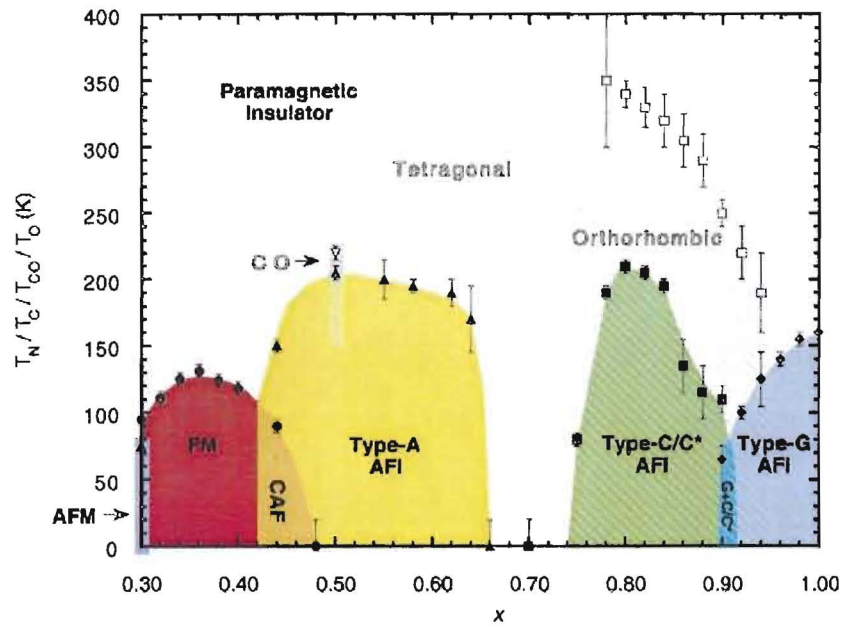 400
350
300
250
200
150
100
50
0
T_N / T_C / T_CO / T_O (K)
Paramagnetic
Insulator
Tetragonal
Orthorhombic
CO
FM
CAF
Type-A
AFI
Type-C/C*
AFI
G+C/C*
Type-G
AFI
AFM
0.30
0.40
0.50
0.60
0.70
0.80
0.90
1.00
x